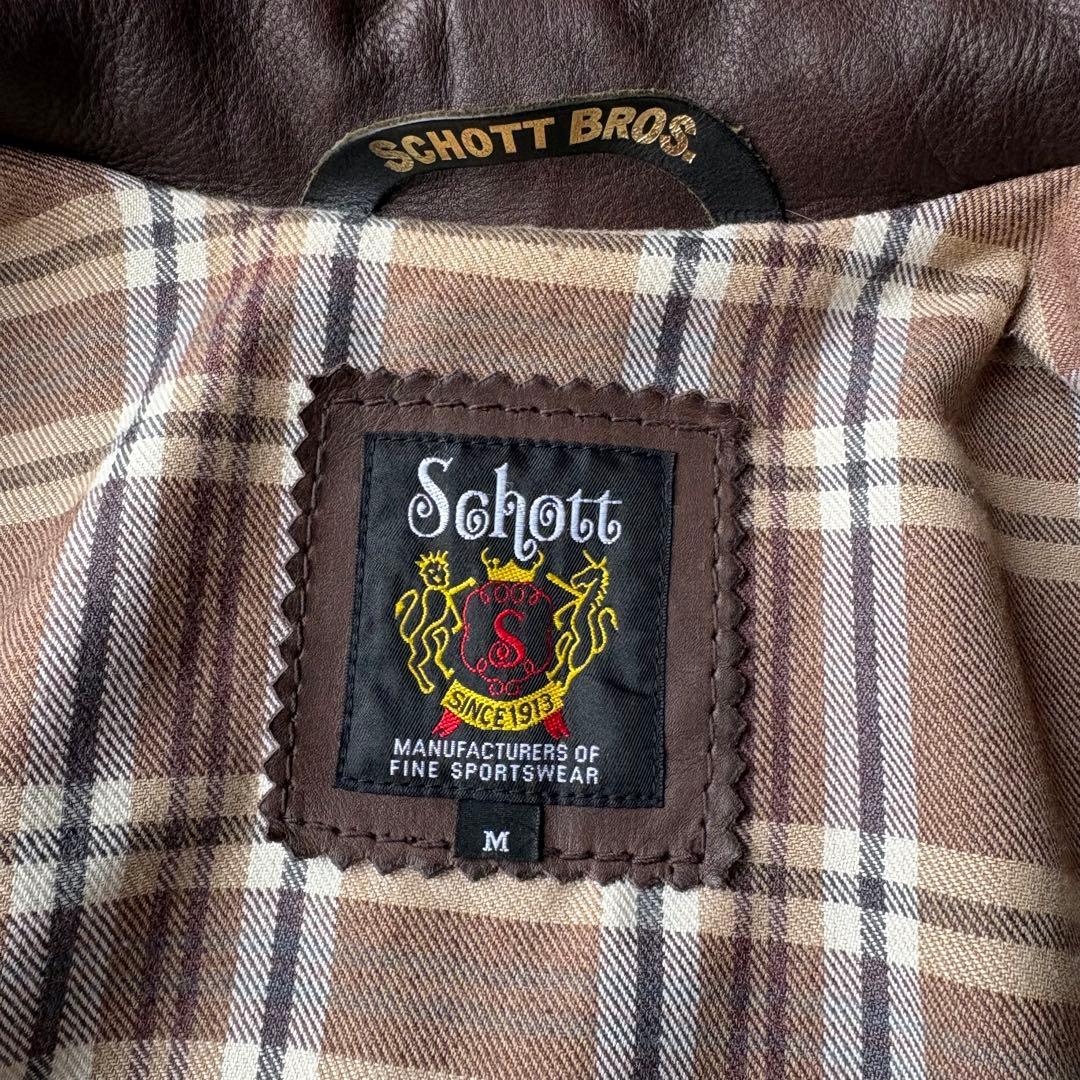 SCHOTT BROS.
Schott
S
SINCE 1913
MANUFACTURERS OF
FINE SPORTSWEAR
M